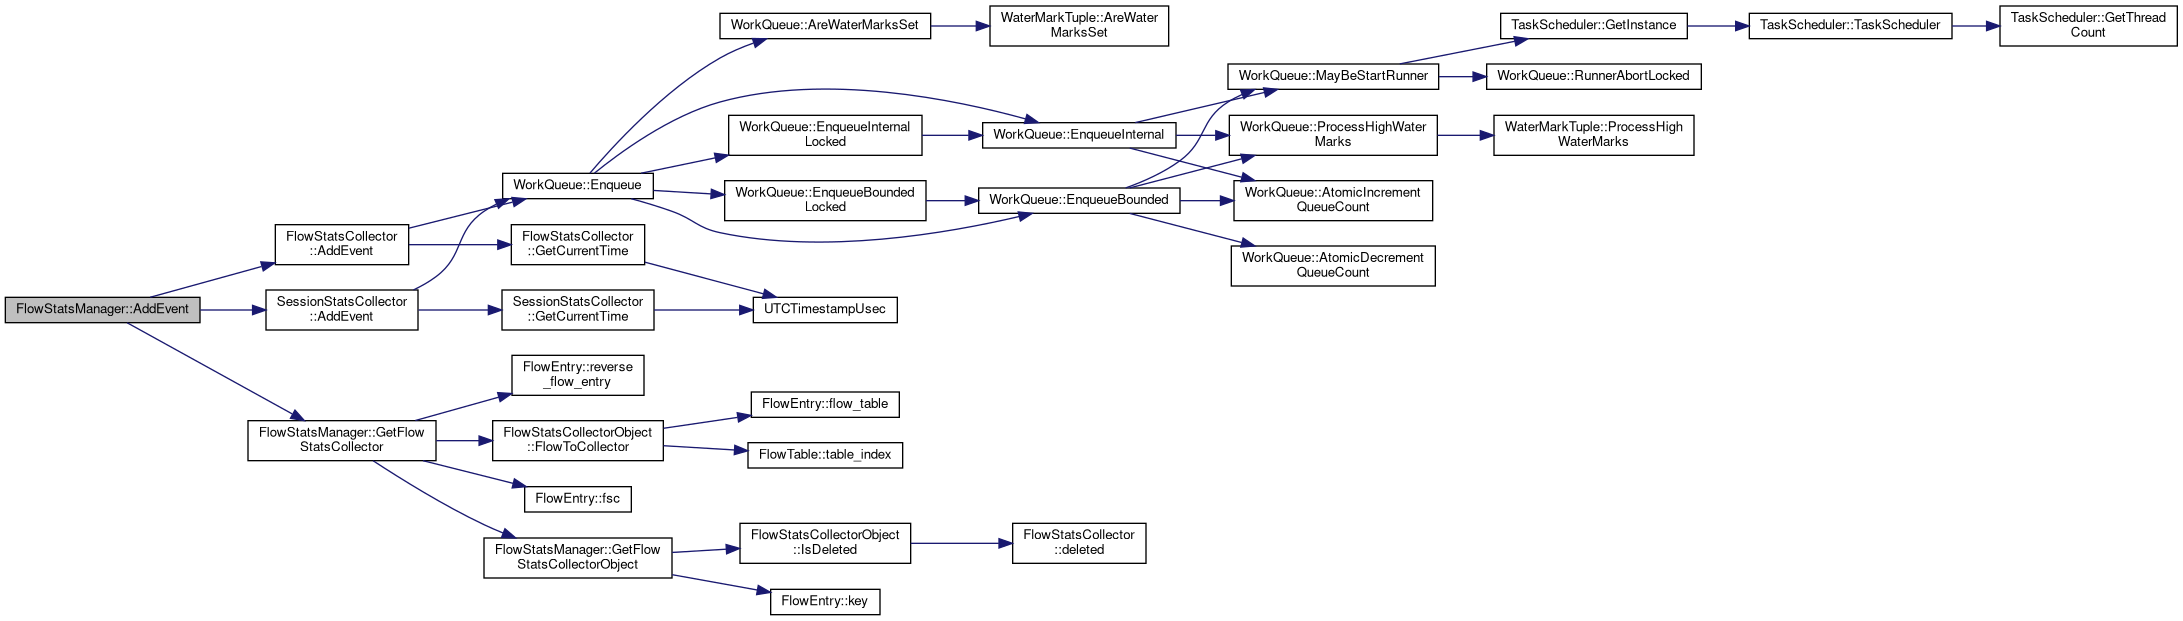 FlowStatsManager::AddEvent
FlowStatsCollector
::AddEvent
SessionStatsCollector
::AddEvent
FlowStatsManager::GetFlow
StatsCollector
WorkQueue::Enqueue
FlowStatsCollector
::GetCurrentTime
SessionStatsCollector
::GetCurrentTime
FlowEntry::reverse
_flow_entry
FlowStatsCollectorObject
::FlowToCollector
FlowEntry::fsc
FlowStatsManager::GetFlow
StatsCollectorObject
WorkQueue::AreWaterMarksSet
WorkQueue::EnqueueInternal
Locked
WorkQueue::EnqueueBounded
Locked
UTCTimestampUsec
FlowEntry::flow_table
FlowTable::table_index
FlowStatsCollectorObject
::IsDeleted
FlowEntry::key
WaterMarkTuple::AreWater
MarksSet
WorkQueue::EnqueueInternal
WorkQueue::EnqueueBounded
FlowStatsCollector
::deleted
WorkQueue::MayBeStartRunner
WorkQueue::ProcessHighWater
Marks
WorkQueue::AtomicIncrement
QueueCount
WorkQueue::AtomicDecrement
QueueCount
TaskScheduler::GetInstance
WorkQueue::RunnerAbortLocked
WaterMarkTuple::ProcessHigh
WaterMarks
TaskScheduler::TaskScheduler
TaskScheduler::GetThread
Count